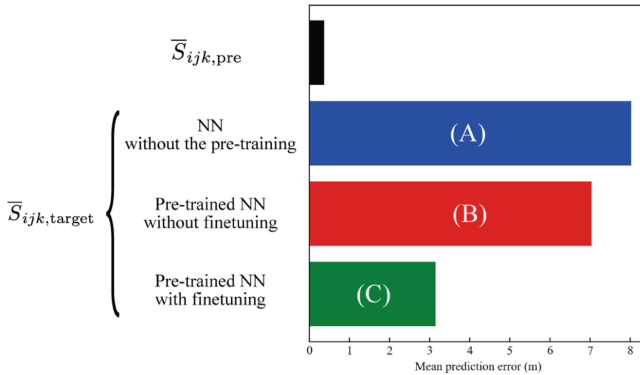 S̅ijk,pre
NN
without the pre-training
(A)
S̅ijk,target
Pre-trained NN
without finetuning
(B)
Pre-trained NN
with finetuning
(C)
0 1 2 3 4 5 6 7 8
Mean prediction error (m)